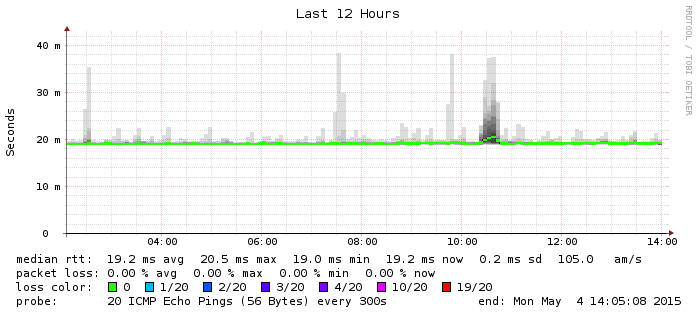 Last 12 Hours
RRDTOOL / TOBI OETIKER
Seconds
40 m
30 m
20 m
10 m
0
04:00 06:00 08:00 10:00 12:00 14:00
median rtt: 19.2 ms avg 20.5 ms max 19.0 ms min 19.2 ms now 0.2 ms sd 105.0 am/s
packet loss: 0.00 % avg 0.00 % max 0.00 % min 0.00 % now
loss color: 0 1/20 2/20 3/20 4/20 10/20 19/20
probe: 20 ICMP Echo Pings (56 Bytes) every 300s end: Mon May 4 14:05:08 2015